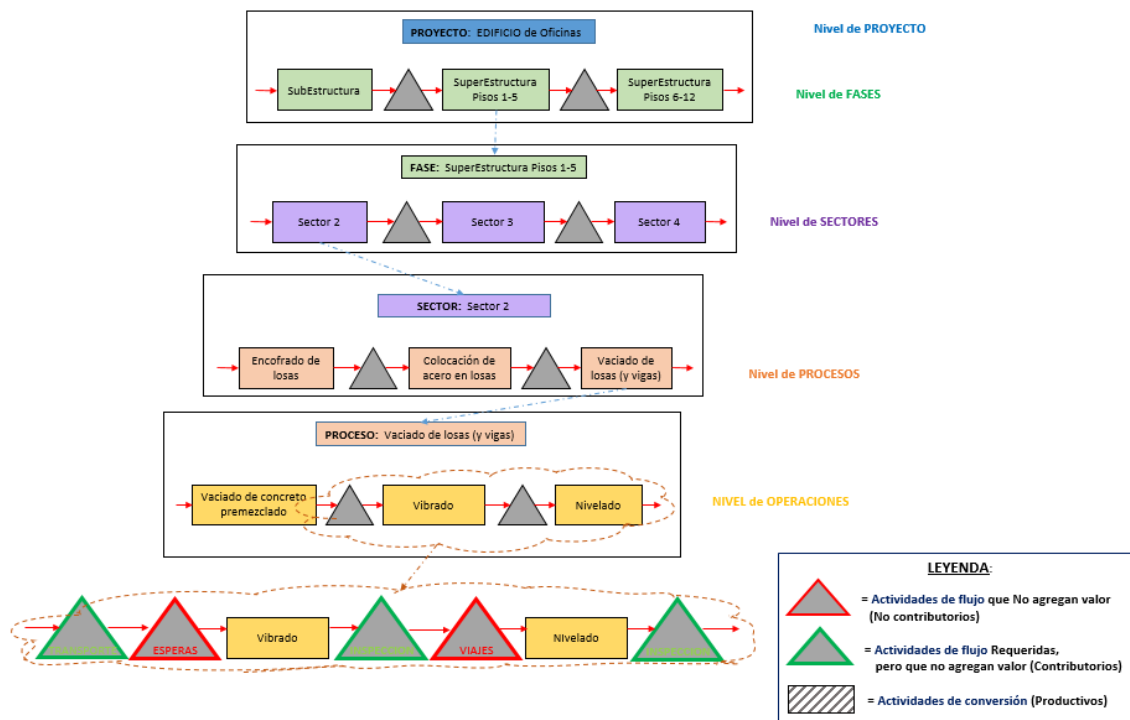 PROYECTO: EDIFICIO de Oficinas
Nivel de PROYECTO
SubEstructura
SuperEstructura
Pisos 1-5
SuperEstructura
Pisos 6-12
Nivel de FASES
FASE: SuperEstructura Pisos 1-5
Sector 2
Sector 3
Sector 4
Nivel de SECTORES
SECTOR: Sector 2
Encofrado de
losas
Colocación de
acero en losas
Vaciado de
losas (y vigas)
Nivel de PROCESOS
PROCESO: Vaciado de losas (y vigas)
Vaciado de concreto
premezclado
Vibrado
Nivelado
NIVEL de OPERACIONES
TRANSPORTE
ESPERAS
Vibrado
INSPECCION
VIAJES
NIvelado
INSPECCION
LEYENDA:
= Actividades de flujo que No agregan valor
(No contributorios)
= Actividades de flujo Requeridas,
pero que no agregan valor (Contributorios)
= Actividades de conversión (Productivos)